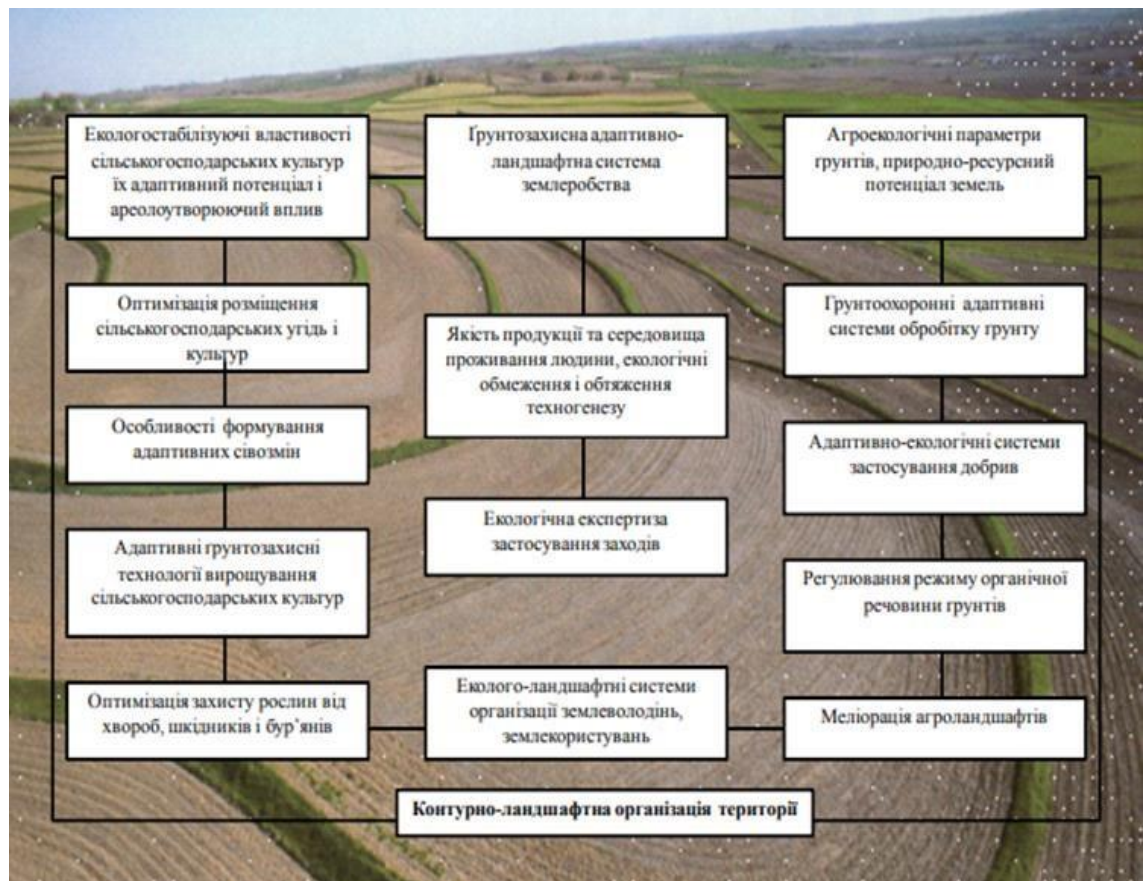 Екологостабілізуючі властивості
сільськогосподарських культур
їх адаптивний потенціал і
ареолоутворюючий вплив
Ґрунтозахисна адаптивно-
ландшафтна система
землеробства
Агроекологічні параметри
ґрунтів, природно-ресурсний
потенціал земель
Оптимізація розміщення
сільськогосподарських угідь і
культур
Якість продукції та середовища
проживання людини, екологічні
обмеження і обтяження
техногенезу
Грунтоохоронні адаптивні
системи обробітку ґрунту
Особливості формування
адаптивних сівозмін
Адаптивно-екологічні системи
застосування добрив
Екологічна експертиза
застосування заходів
Адаптивні ґрунтозахисні
технології вирощування
сільськогосподарських культур
Регулювання режиму органічної
речовини ґрунтів
Оптимізація захисту рослин від
хвороб, шкідників і бур’янів
Еколого-ландшафтні системи
організації землеволодінь,
землекористувань
Меліорація агроландшафтів
Контурно-ландшафтна організація території